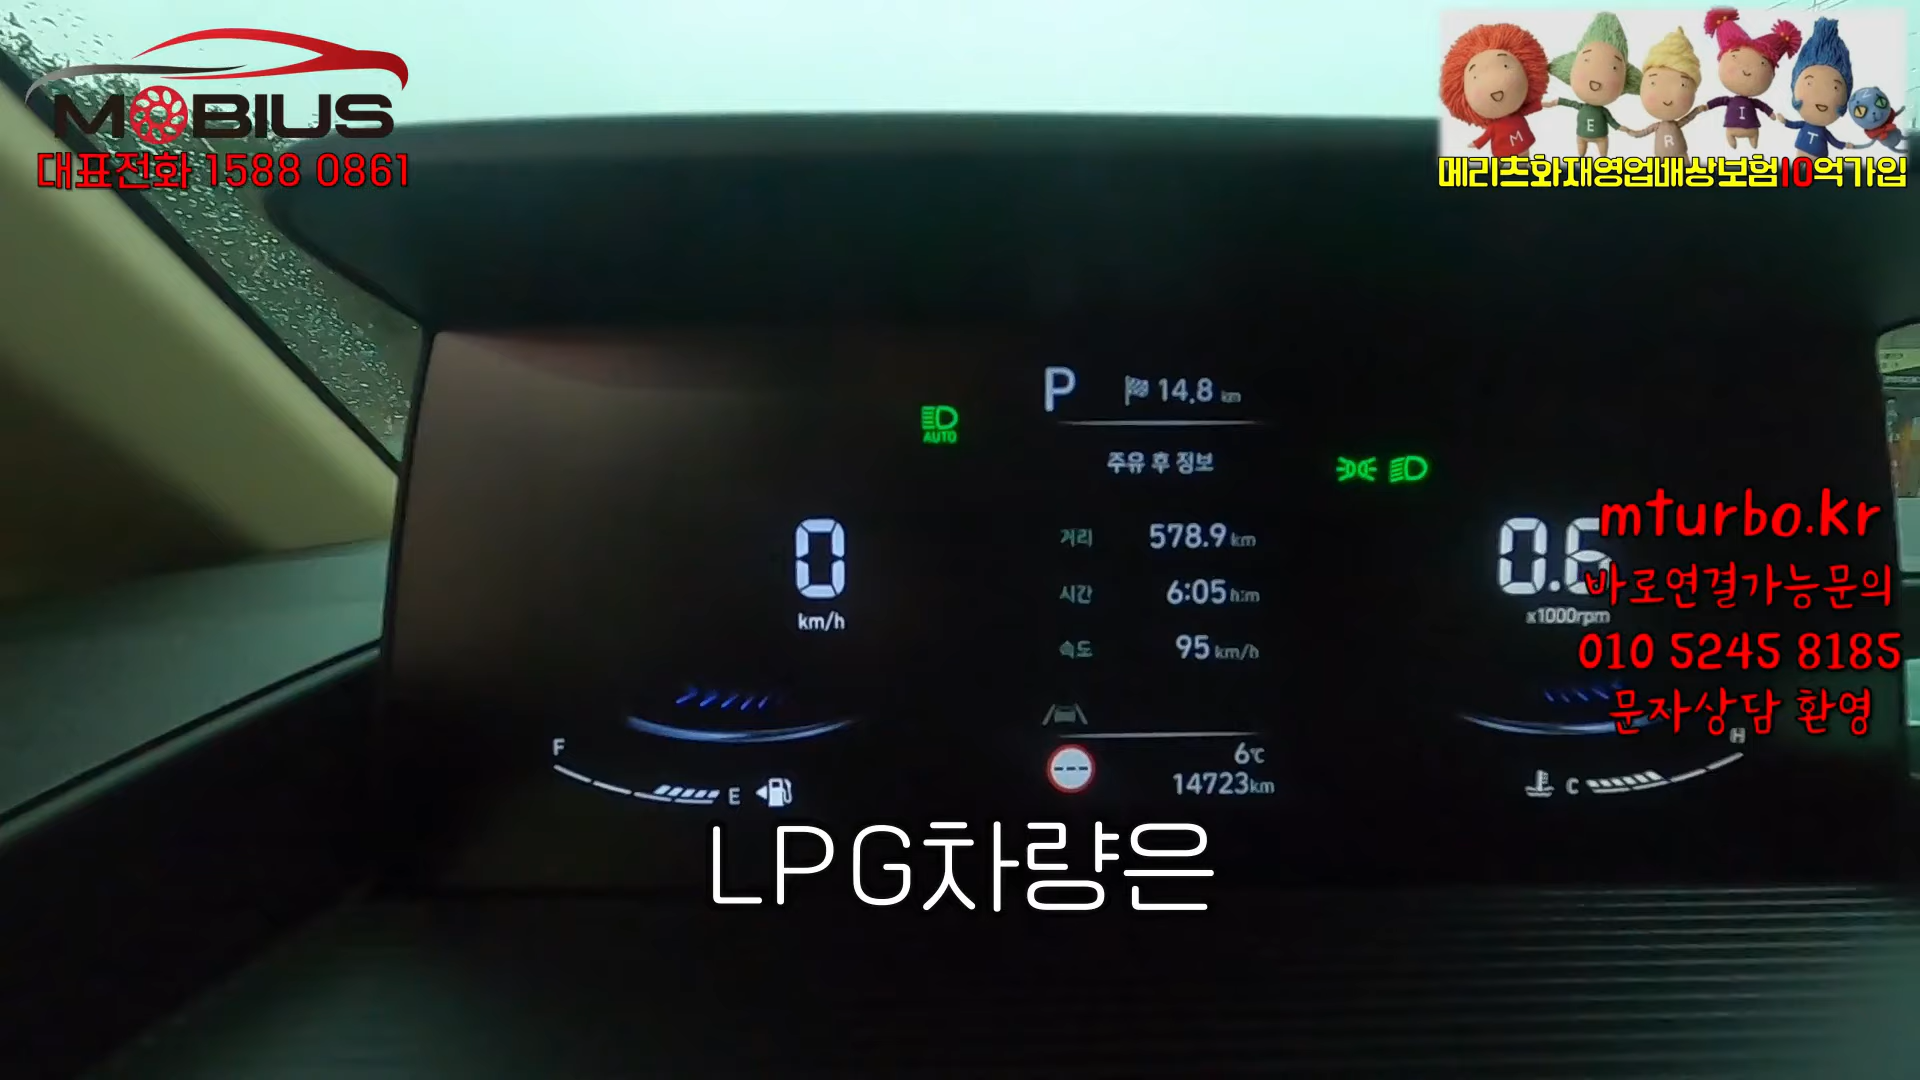 MOBIUS
대표전화 1588 0861
M E R I T
메리츠화재영업배상보험10억가입
P 14.8 km
AUTO
주유 후 정보
거리 578.9 km
시간 6:05 h:m
속도 95 km/h
0
km/h
0.6
x1000rpm
mturbo.kr
바로연결가능문의
010 5245 8185
문자상담 환영
F E
6℃
14723km
C H
LPG차량은